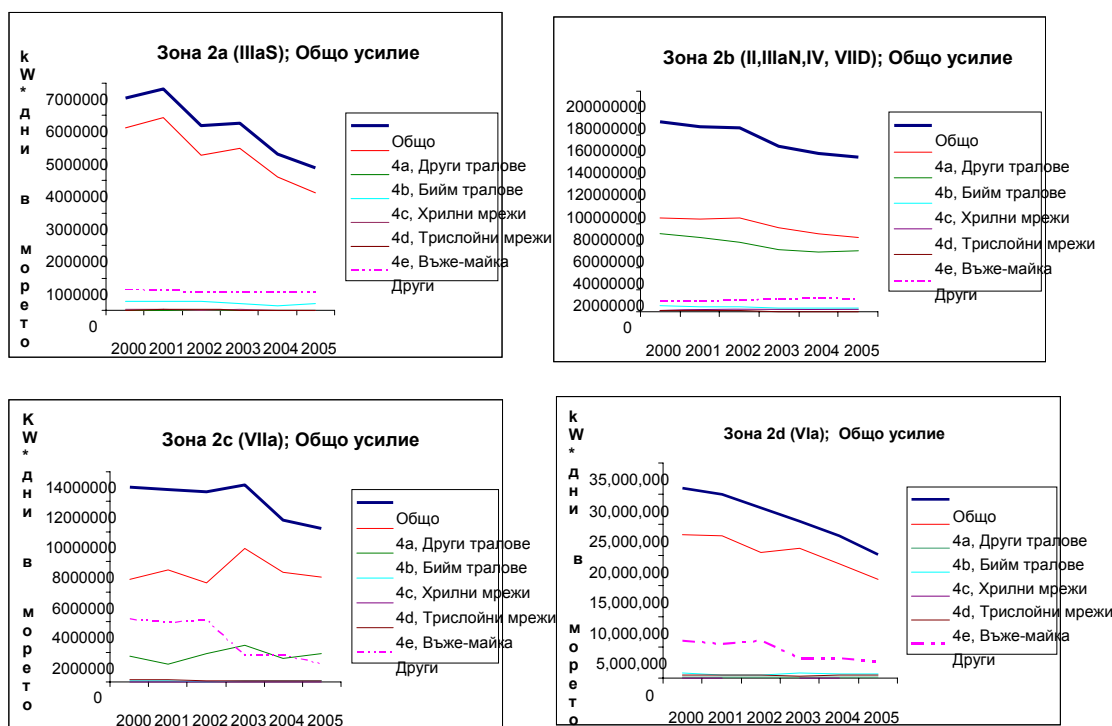 Зона 2a (IIIaS); Общо усилие
kW*дни в морето
7000000
6000000
5000000
4000000
3000000
2000000
1000000
0
2000 2001 2002 2003 2004 2005
Общо
4a, Други тралове
4b, Бийм тралове
4c, Хрилни мрежи
4d, Трислойни мрежи
4e, Въже-майка
Други
Зона 2b (II,IIIaN,IV, VIID); Общо усилие
200000000
180000000
160000000
140000000
120000000
100000000
80000000
60000000
40000000
20000000
0
2000 2001 2002 2003 2004 2005
Общо
4a, Други тралове
4b, Бийм тралове
4c, Хрилни мрежи
4d, Трислойни мрежи
4e, Въже-майка
Други
Зона 2c (VIIa); Общо усилие
KW*дни в морето
14000000
12000000
10000000
8000000
6000000
4000000
2000000
0
2000 2001 2002 2003 2004 2005
Общо
4a, Други тралове
4b, Бийм тралове
4c, Хрилни мрежи
4d, Трислойни мрежи
4e, Въже-майка
Други
Зона 2d (VIa); Общо усилие
kW*дни в морето
35,000,000
30,000,000
25,000,000
20,000,000
15,000,000
10,000,000
5,000,000
0
2000 2001 2002 2003 2004 2005
Общо
4a, Други тралове
4b, Бийм тралове
4c, Хрилни мрежи
4d, Трислойни мрежи
4e, Въже-майка
Други